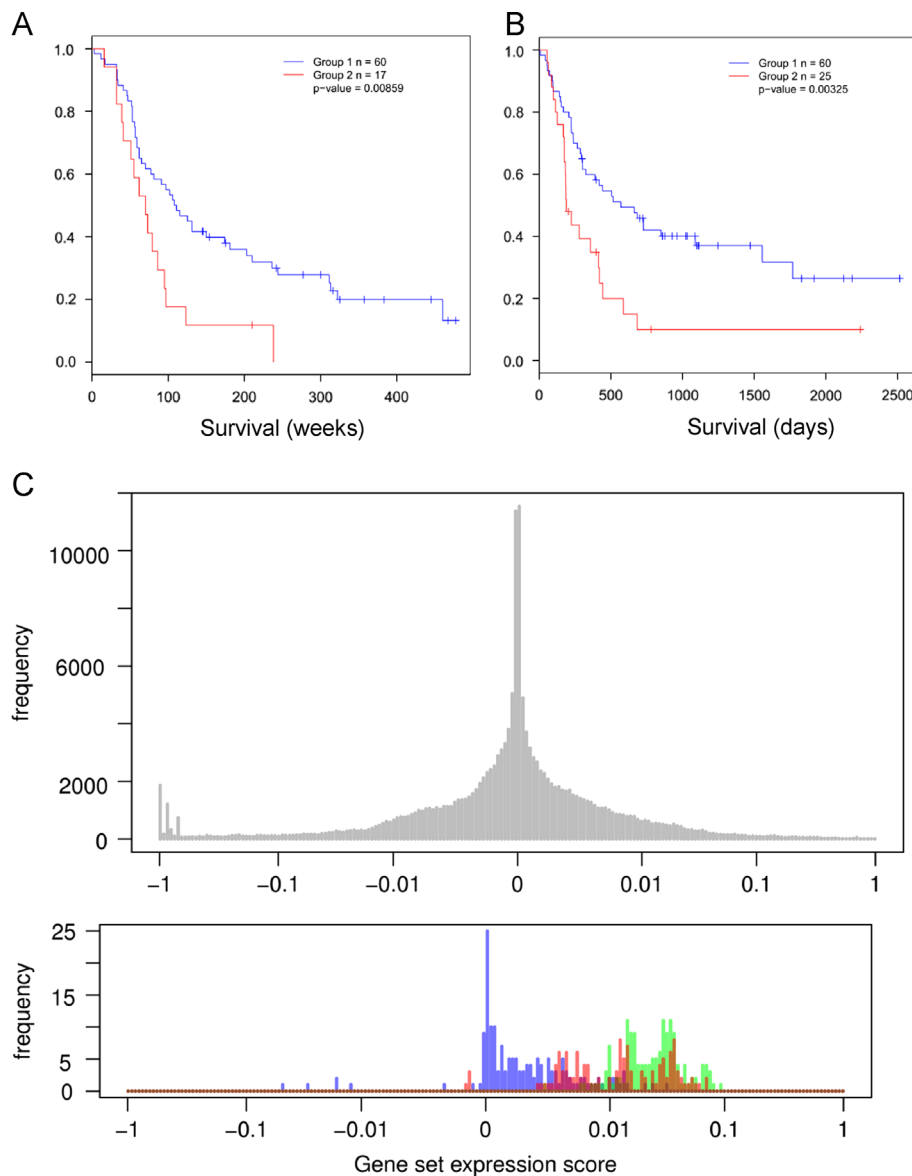 A
1.0
0.8
0.6
0.4
0.2
0.0
Group 1 n = 60
Group 2 n = 17
p−value = 0.00859
0 100 200 300 400
Survival (weeks)
B
1.0
0.8
0.6
0.4
0.2
0.0
Group 1 n = 60
Group 2 n = 25
p−value = 0.00325
0 500 1000 1500 2000 2500
Survival (days)
C
frequency
10000
6000
2000
0
−1 −0.1 −0.01 0 0.01 0.1 1
frequency
25
15
5
0
−1 −0.1 −0.01 0 0.01 0.1 1
Gene set expression score